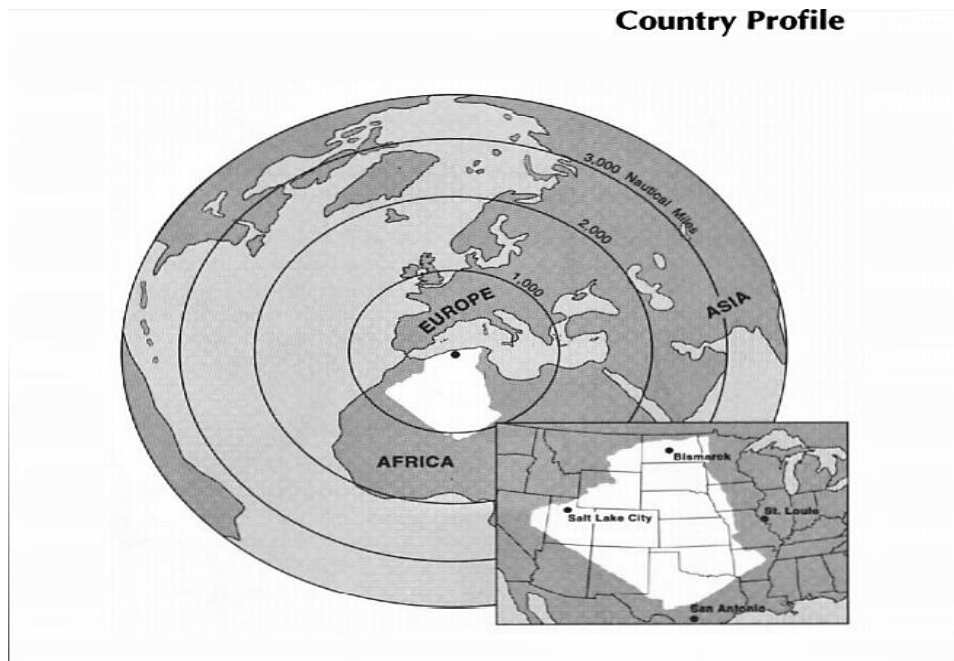 Country Profile
3,000 Nautical Miles
2,000
1,000
EUROPE
ASIA
AFRICA
Bismarck
Salt Lake City
St. Louis
San Antonio